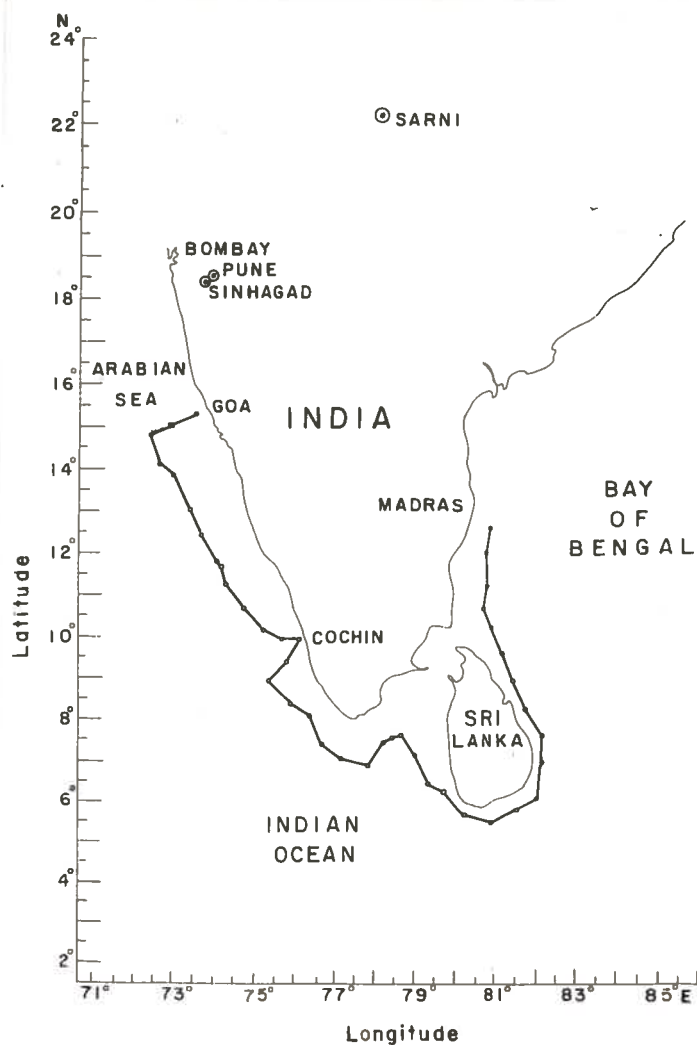 N
24°
22°
SARNI
20°
BOMBAY
PUNE
18°
SINHAGAD
ARABIAN
16°
SEA
GOA
INDIA
14°
MADRAS
BAY
OF
BENGAL
12°
Latitude
10°
COCHIN
8°
SRI
LANKA
6°
INDIAN
OCEAN
4°
2°
71° 73° 75° 77° 79° 81° 83° 85°E
Longitude